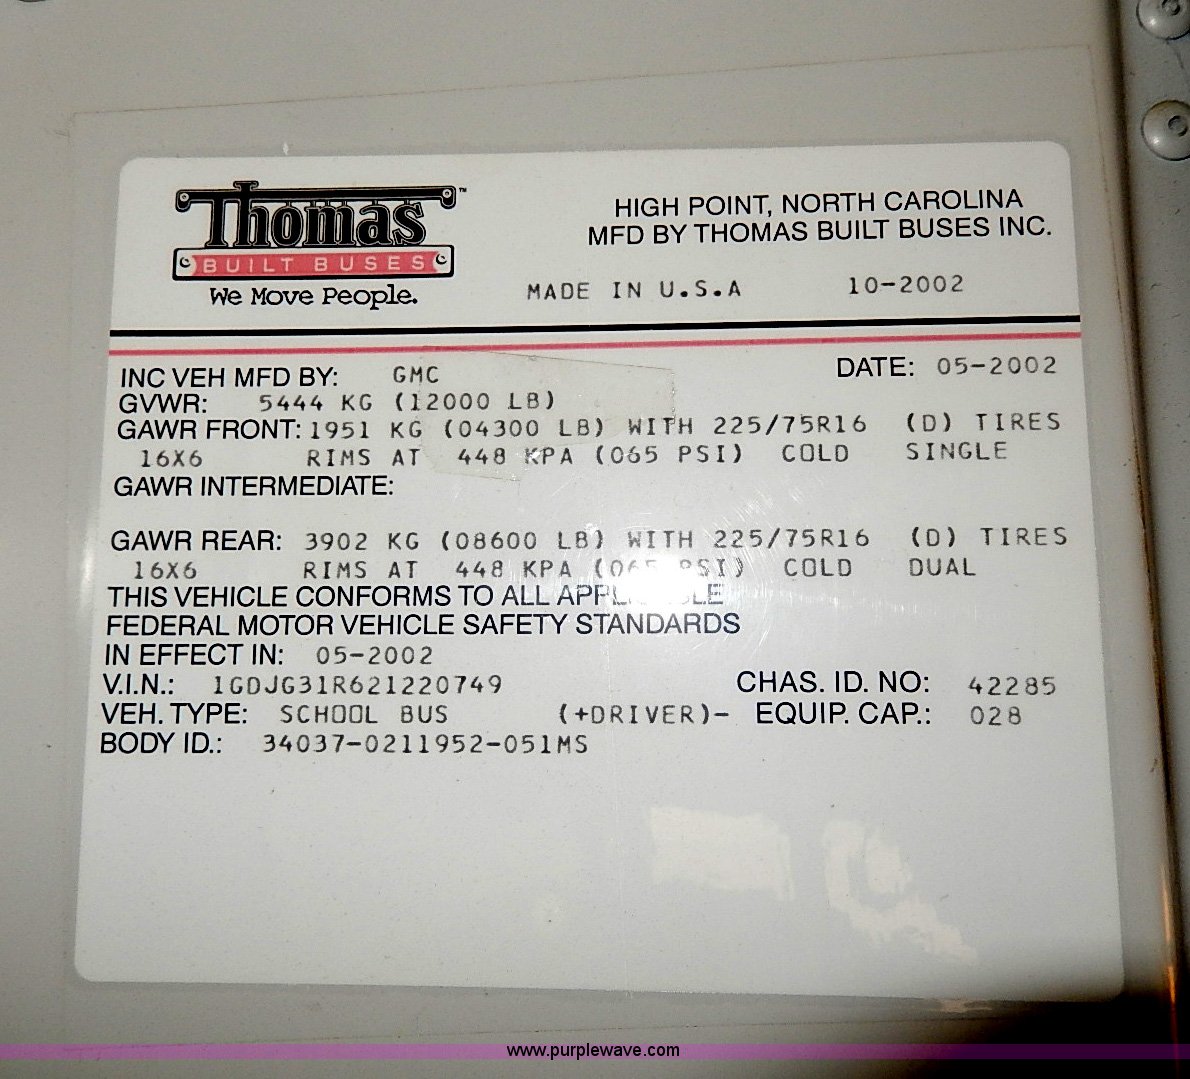 Thomas™
BUILT BUSES
We Move People.
HIGH POINT, NORTH CAROLINA
MFD BY THOMAS BUILT BUSES INC.
MADE IN U.S.A 10-2002
INC VEH MFD BY: GMC DATE: 05-2002
GVWR: 5444 KG (12000 LB)
GAWR FRONT: 1951 KG (04300 LB) WITH 225/75R16 (D) TIRES
16X6 RIMS AT 448 KPA (065 PSI) COLD SINGLE
GAWR INTERMEDIATE:
GAWR REAR: 3902 KG (08600 LB) WITH 225/75R16 (D) TIRES
16X6 RIMS AT 448 KPA (065 PSI) COLD DUAL
THIS VEHICLE CONFORMS TO ALL APPLICABLE
FEDERAL MOTOR VEHICLE SAFETY STANDARDS
IN EFFECT IN: 05-2002
V.I.N.: 1GDJG31R621220749 CHAS. ID. NO: 42285
VEH. TYPE: SCHOOL BUS (+DRIVER)- EQUIP. CAP.: 028
BODY ID.: 34037-0211952-051MS
www.purplewave.com